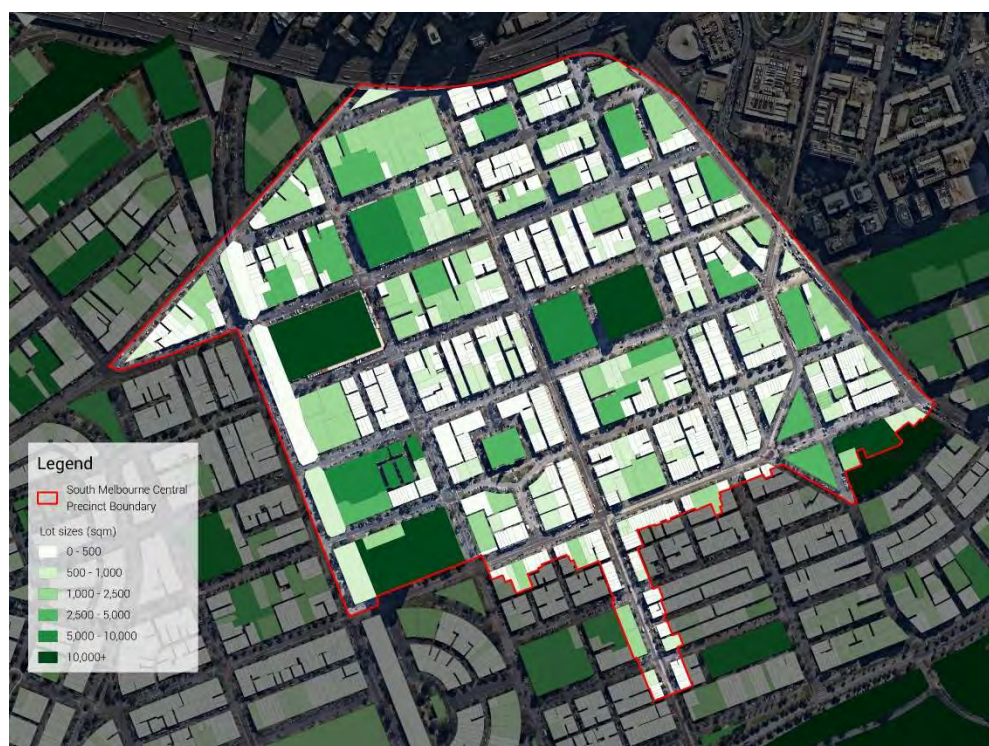 Legend
South Melbourne Central
Precinct Boundary
Lot sizes (sqm)
0 - 500
500 - 1,000
1,000 - 2,500
2,500 - 5,000
5,000 - 10,000
10,000+